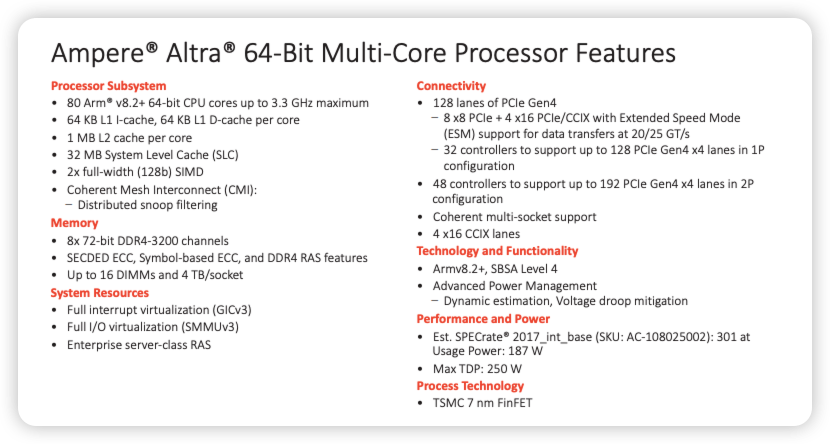 Ampere® Altra® 64-Bit Multi-Core Processor Features
Processor Subsystem
• 80 Arm® v8.2+ 64-bit CPU cores up to 3.3 GHz maximum
• 64 KB L1 I-cache, 64 KB L1 D-cache per core
• 1 MB L2 cache per core
• 32 MB System Level Cache (SLC)
• 2x full-width (128b) SIMD
• Coherent Mesh Interconnect (CMI):
– Distributed snoop filtering
Memory
• 8x 72-bit DDR4-3200 channels
• SECDED ECC, Symbol-based ECC, and DDR4 RAS features
• Up to 16 DIMMs and 4 TB/socket
System Resources
• Full interrupt virtualization (GICv3)
• Full I/O virtualization (SMMUv3)
• Enterprise server-class RAS
Connectivity
• 128 lanes of PCIe Gen4
– 8 x8 PCIe + 4 x16 PCIe/CCIX with Extended Speed Mode
(ESM) support for data transfers at 20/25 GT/s
– 32 controllers to support up to 128 PCIe Gen4 x4 lanes in 1P
configuration
• 48 controllers to support up to 192 PCIe Gen4 x4 lanes in 2P
configuration
• Coherent multi-socket support
• 4 x16 CCIX lanes
Technology and Functionality
• Armv8.2+, SBSA Level 4
• Advanced Power Management
– Dynamic estimation, Voltage droop mitigation
Performance and Power
• Est. SPECrate® 2017_int_base (SKU: AC-108025002): 301 at
Usage Power: 187 W
• Max TDP: 250 W
Process Technology
• TSMC 7 nm FinFET